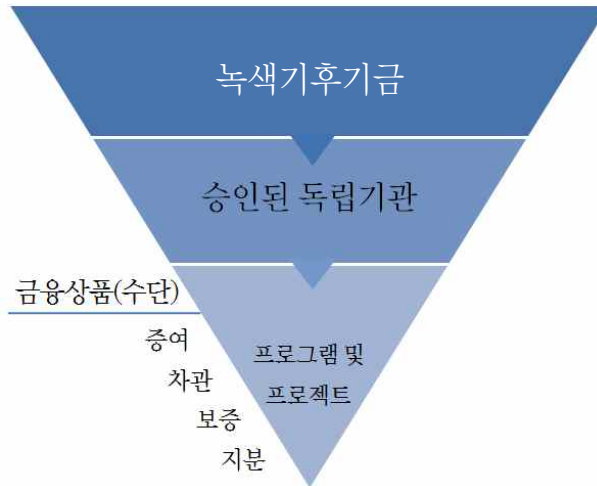 녹색기후기금
승인된 독립기관
금융상품(수단)
증여
차관
보증
지분
프로그램 및
프로젝트